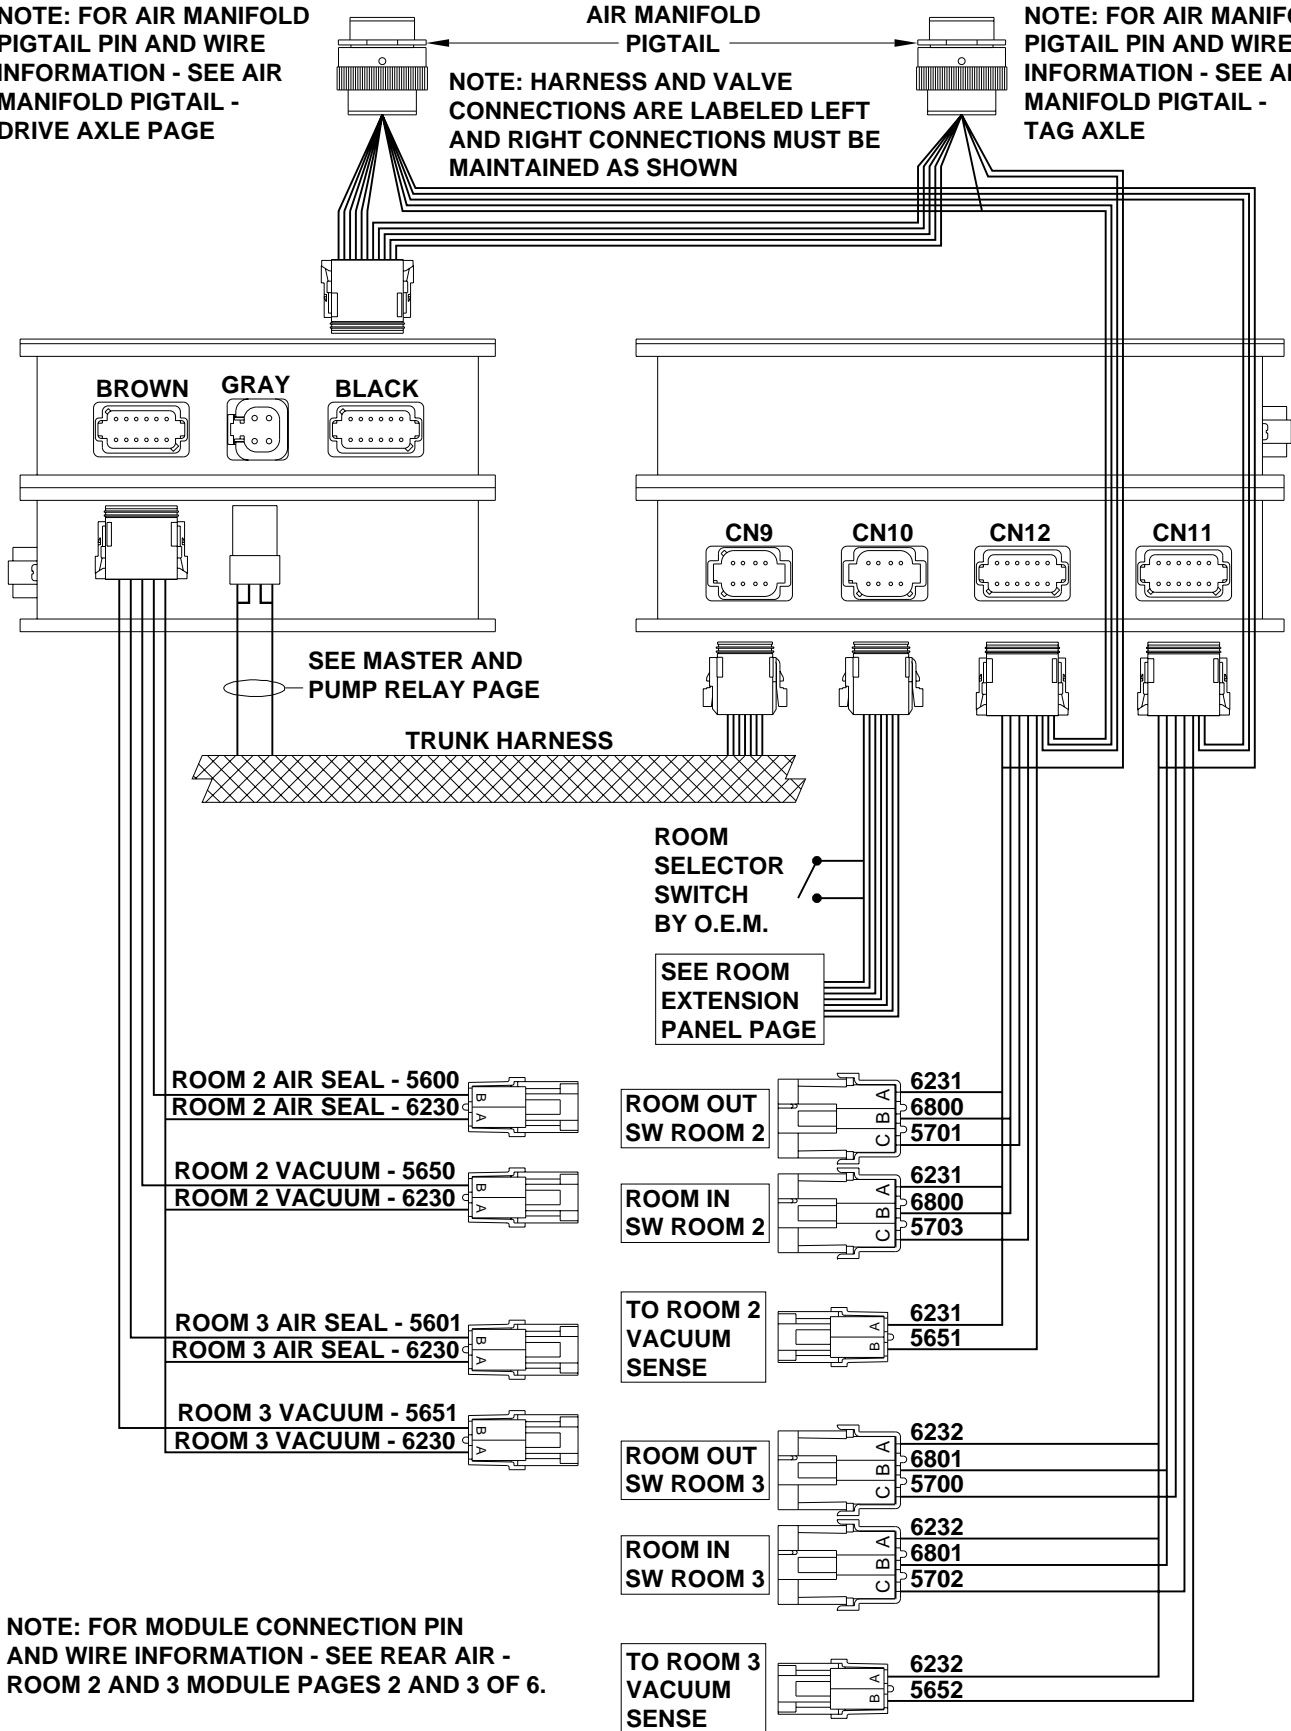 NOTE: FOR AIR MANIFOLD
PIGTAIL PIN AND WIRE
INFORMATION - SEE AIR
MANIFOLD PIGTAIL -
DRIVE AXLE PAGE
AIR MANIFOLD
PIGTAIL
NOTE: HARNESS AND VALVE
CONNECTIONS ARE LABELED LEFT
AND RIGHT CONNECTIONS MUST BE
MAINTAINED AS SHOWN
NOTE: FOR AIR MANIFO
PIGTAIL PIN AND WIRE
INFORMATION - SEE AI
MANIFOLD PIGTAIL -
TAG AXLE
BROWN
GRAY
BLACK
CN9
CN10
CN12
CN11
SEE MASTER AND
PUMP RELAY PAGE
TRUNK HARNESS
ROOM
SELECTOR
SWITCH
BY O.E.M.
SEE ROOM
EXTENSION
PANEL PAGE
ROOM 2 AIR SEAL - 5600
ROOM 2 AIR SEAL - 6230
B
A
ROOM 2 VACUUM - 5650
ROOM 2 VACUUM - 6230
B
A
ROOM 3 AIR SEAL - 5601
ROOM 3 AIR SEAL - 6230
B
A
ROOM 3 VACUUM - 5651
ROOM 3 VACUUM - 6230
B
A
ROOM OUT
SW ROOM 2
A
B
C
6231
6800
5701
ROOM IN
SW ROOM 2
A
B
C
6231
6800
5703
TO ROOM 2
VACUUM
SENSE
A
B
6231
5651
ROOM OUT
SW ROOM 3
A
B
C
6232
6801
5700
ROOM IN
SW ROOM 3
A
B
C
6232
6801
5702
TO ROOM 3
VACUUM
SENSE
A
B
6232
5652
NOTE: FOR MODULE CONNECTION PIN
AND WIRE INFORMATION - SEE REAR AIR -
ROOM 2 AND 3 MODULE PAGES 2 AND 3 OF 6.